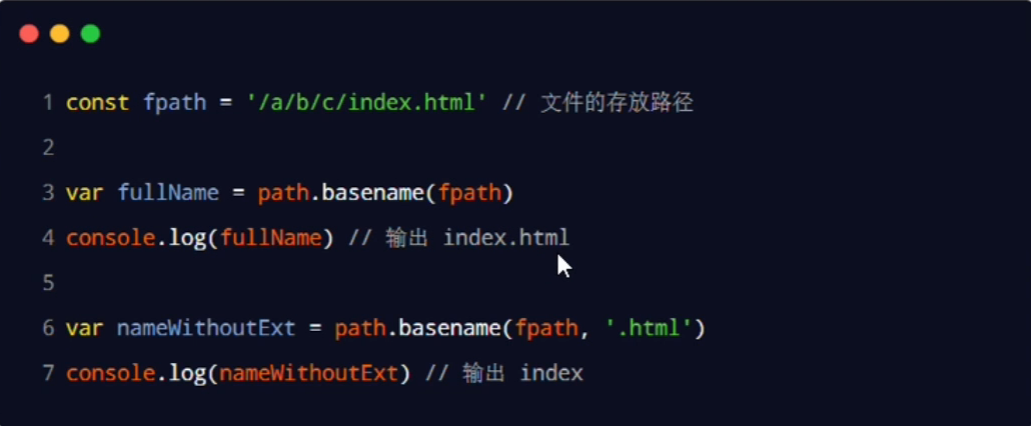 1 const fpath = '/a/b/c/index.html' // 文件的存放路径
2
3 var fullName = path.basename(fpath)
4 console.log(fullName) // 输出 index.html
5
6 var nameWithoutExt = path.basename(fpath, '.html')
7 console.log(nameWithoutExt) // 输出 index